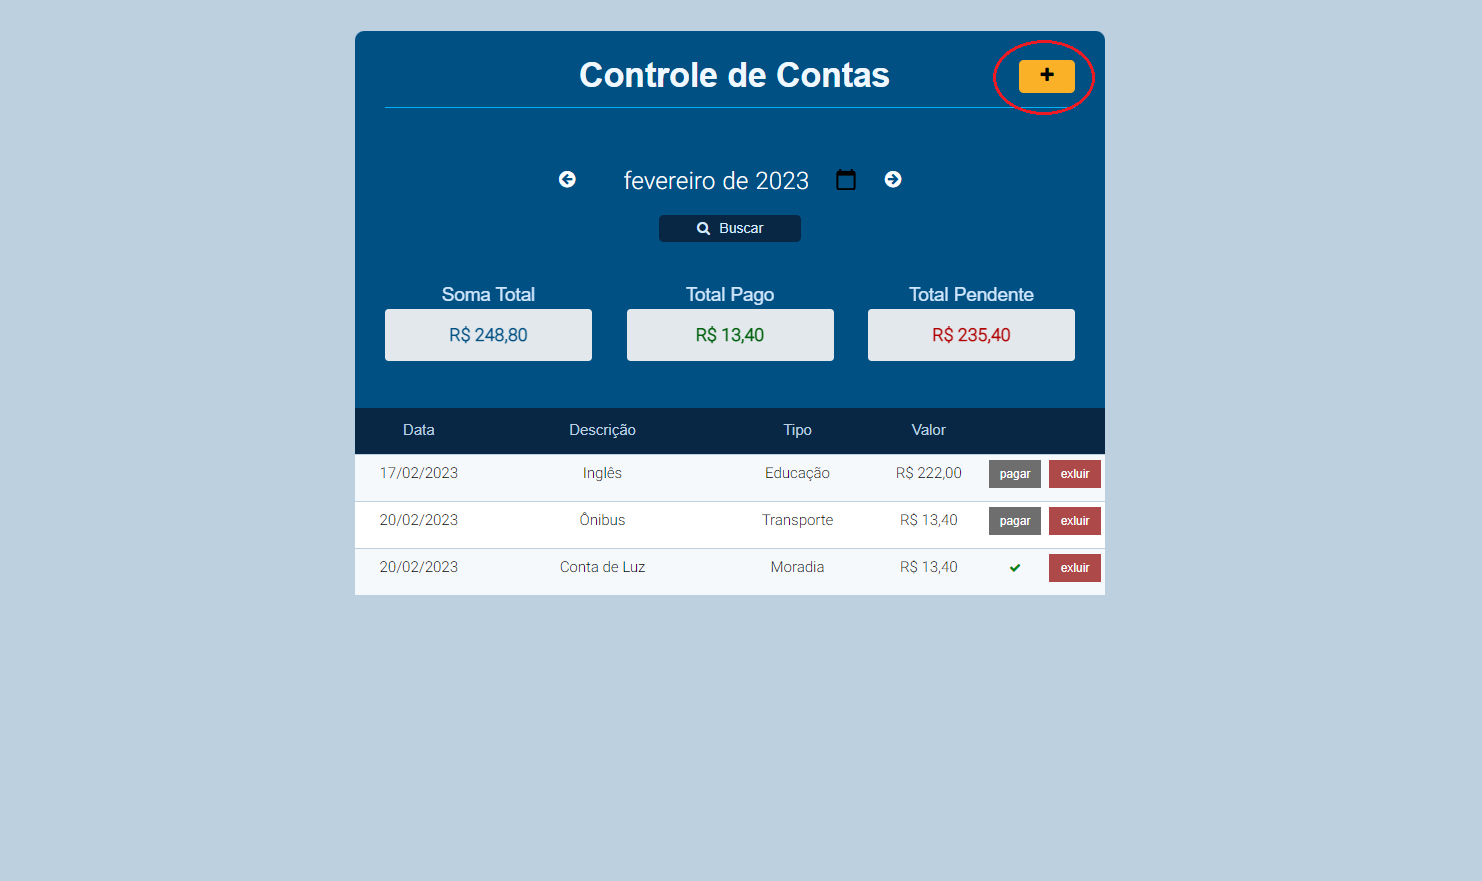 Controle de Contas
+
fevereiro de 2023
Buscar
Soma Total Total Pago Total Pendente
R$ 248,80 R$ 13,40 R$ 235,40
Data Descrição Tipo Valor
17/02/2023 Inglês Educação R$ 222,00 pagar exluir
20/02/2023 Ônibus Transporte R$ 13,40 pagar exluir
20/02/2023 Conta de Luz Moradia R$ 13,40 exluir